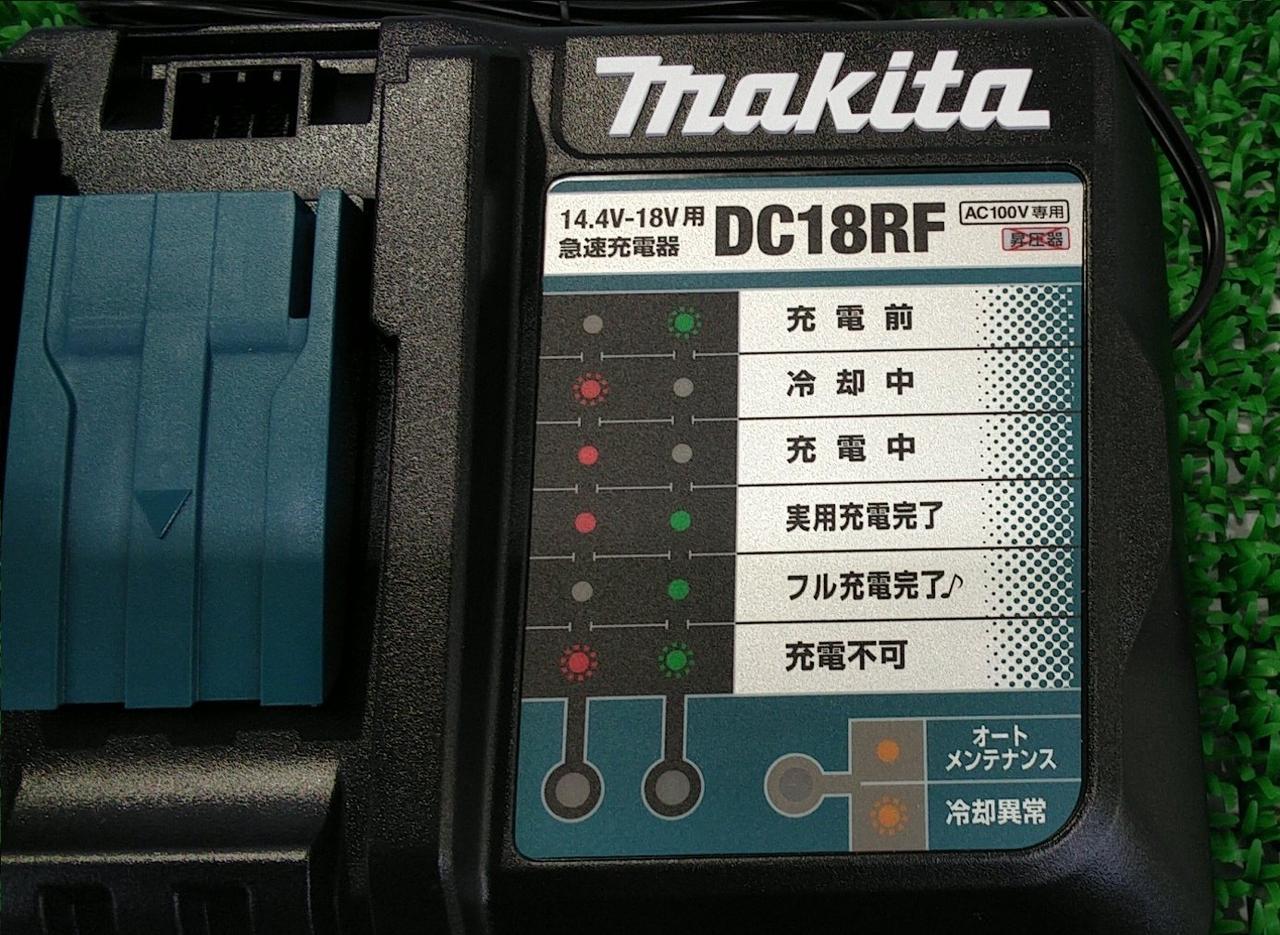 makita
14.4V-18V用
急速充電器
DC18RF
AC100V専用
昇圧器
充電前
冷却中
充電中
実用充電完了
フル充電完了♪
充電不可
オート
メンテナンス
冷却異常